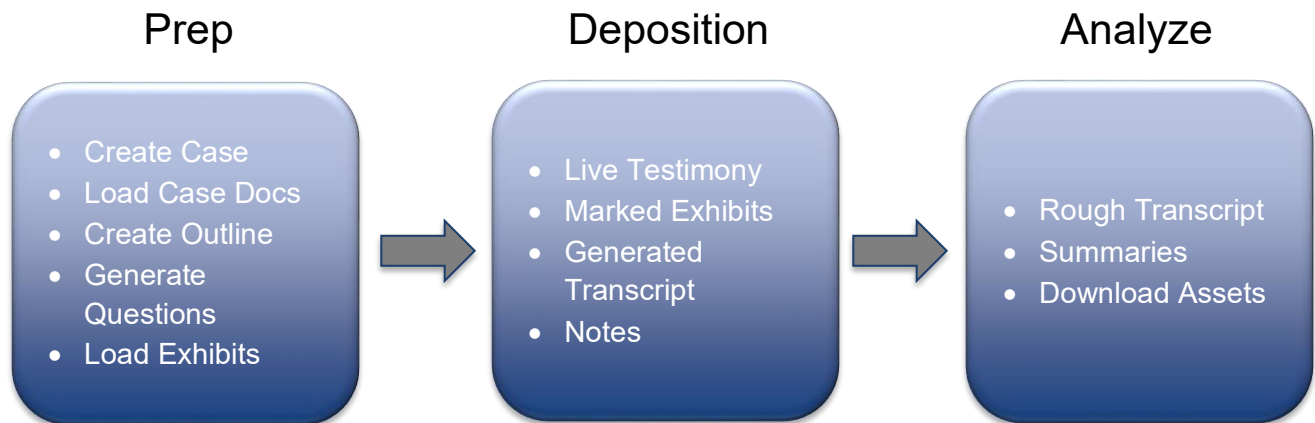 Prep
• Create Case
• Load Case Docs
• Create Outline
• Generate
Questions
• Load Exhibits
Deposition
• Live Testimony
• Marked Exhibits
• Generated
Transcript
• Notes
Analyze
• Rough Transcript
• Summaries
• Download Assets